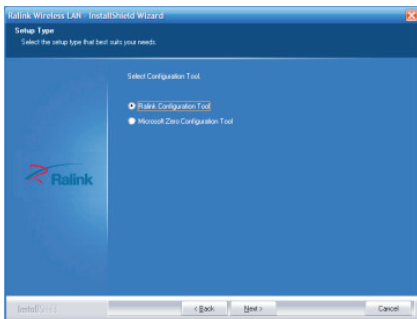 Ralink Wireless LAN - InstallShield Wizard
Setup Type
Select the setup type that best suits your needs.
Select Configuration Tool.
Ralink Configuration Tool
Microsoft Zero Configuration Tool
Ralink
InstallShield
< Back
Next >
Cancel